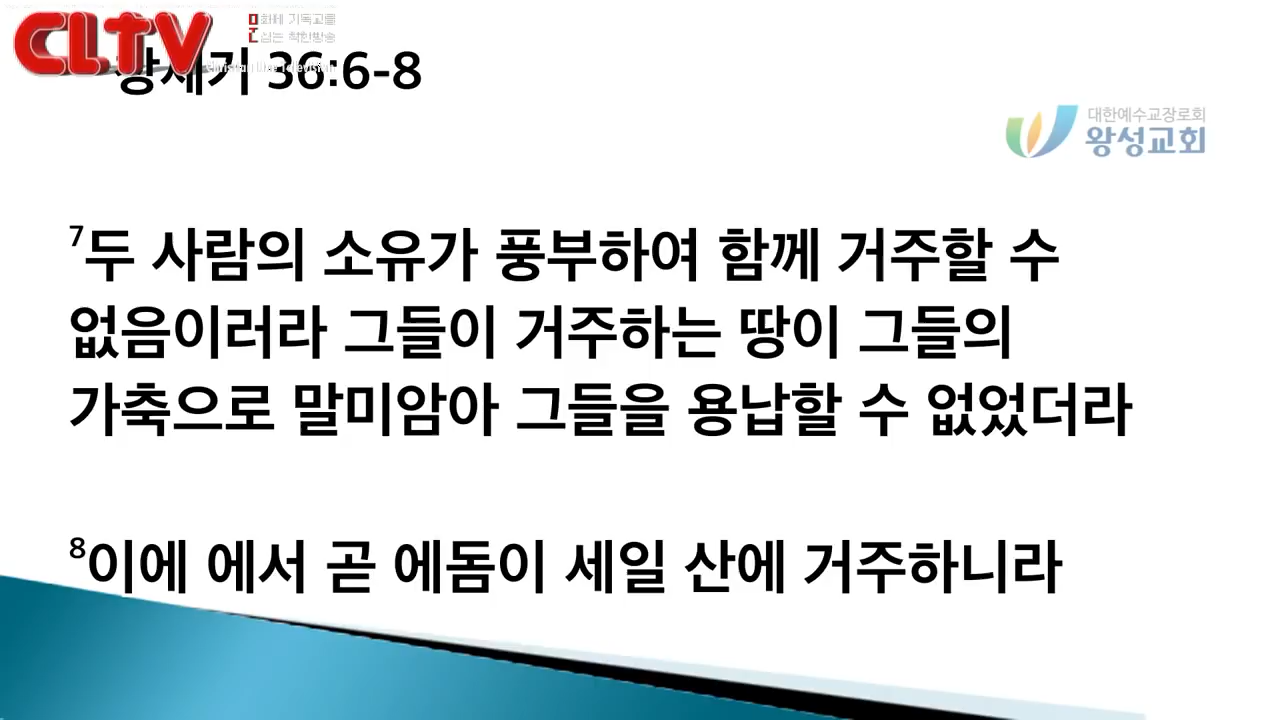 CLTV
창세기 36:6-8
대한예수교장로회
왕성교회
7두 사람의 소유가 풍부하여 함께 거주할 수
없음이러라 그들이 거주하는 땅이 그들의
가축으로 말미암아 그들을 용납할 수 없었더라
8이에 에서 곧 에돔이 세일 산에 거주하니라